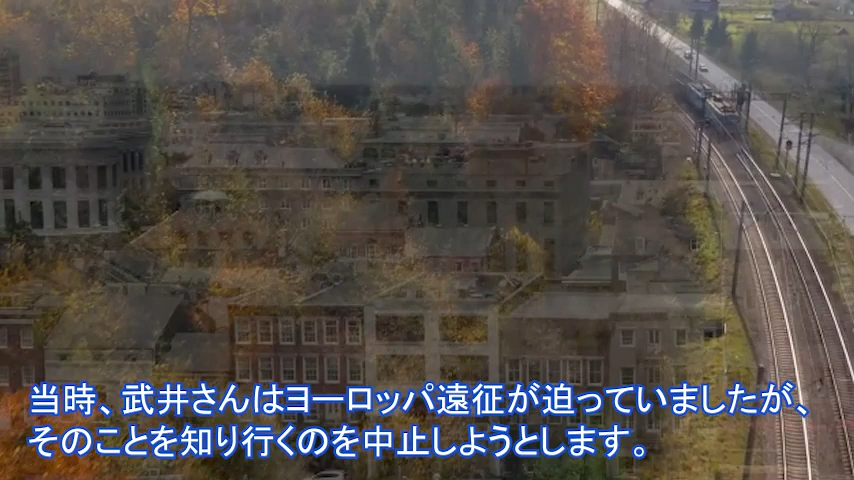 当時、武井さんはヨーロッパ遠征が迫っていましたが、
そのことを知り行くのを中止しようとします。